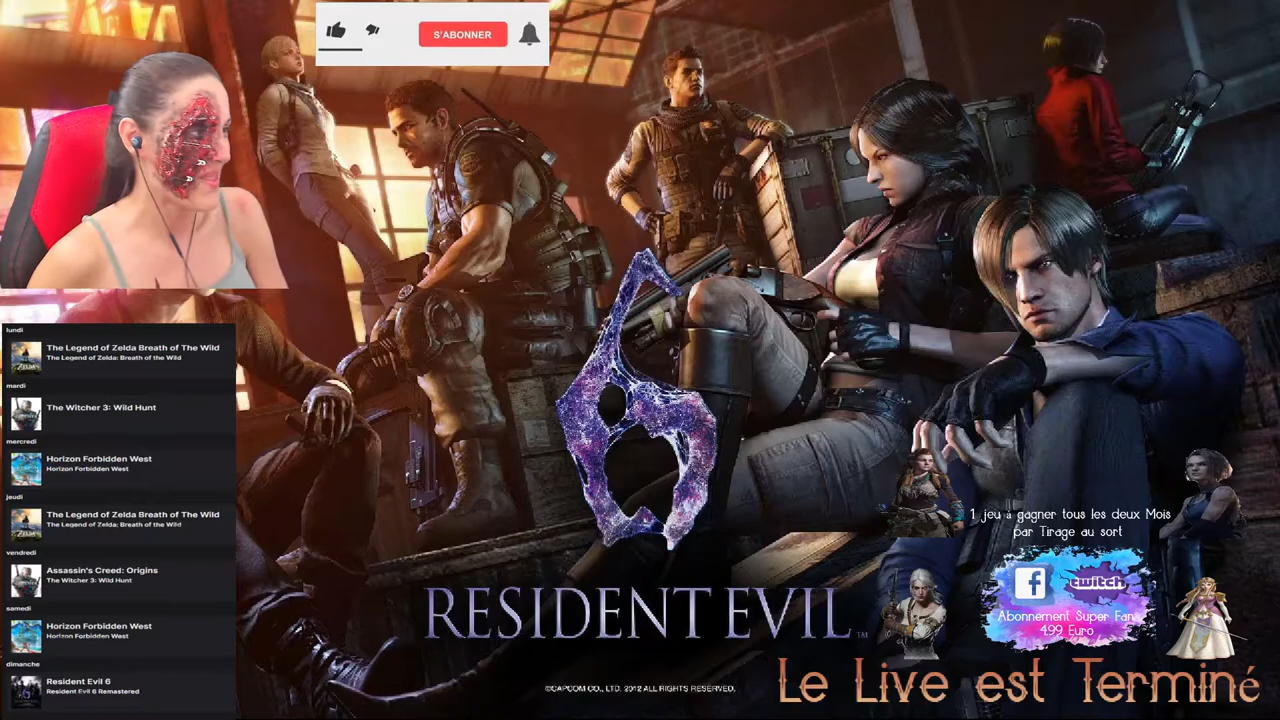 S'ABONNER
lundi
The Legend of Zelda Breath of The Wild
The Legend of Zelda: Breath of the Wild
mardi
The Witcher 3: Wild Hunt
mercredi
Horizon Forbidden West
Horizon Forbidden West
jeudi
The Legend of Zelda Breath of The Wild
The Legend of Zelda: Breath of the Wild
vendredi
Assassin's Creed: Origins
The Witcher 3: Wild Hunt
samedi
Horizon Forbidden West
Horizon Forbidden West
dimanche
Resident Evil 6
Resident Evil 6 Remastered
6
RESIDENT EVIL™
©CAPCOM CO., LTD. 2012 ALL RIGHTS RESERVED.
1 jeu à gagner tous les deux Mois
par Tirage au sort
f twitch
Abonnement Super Fan
4.99 Euro
Le Live est Terminé